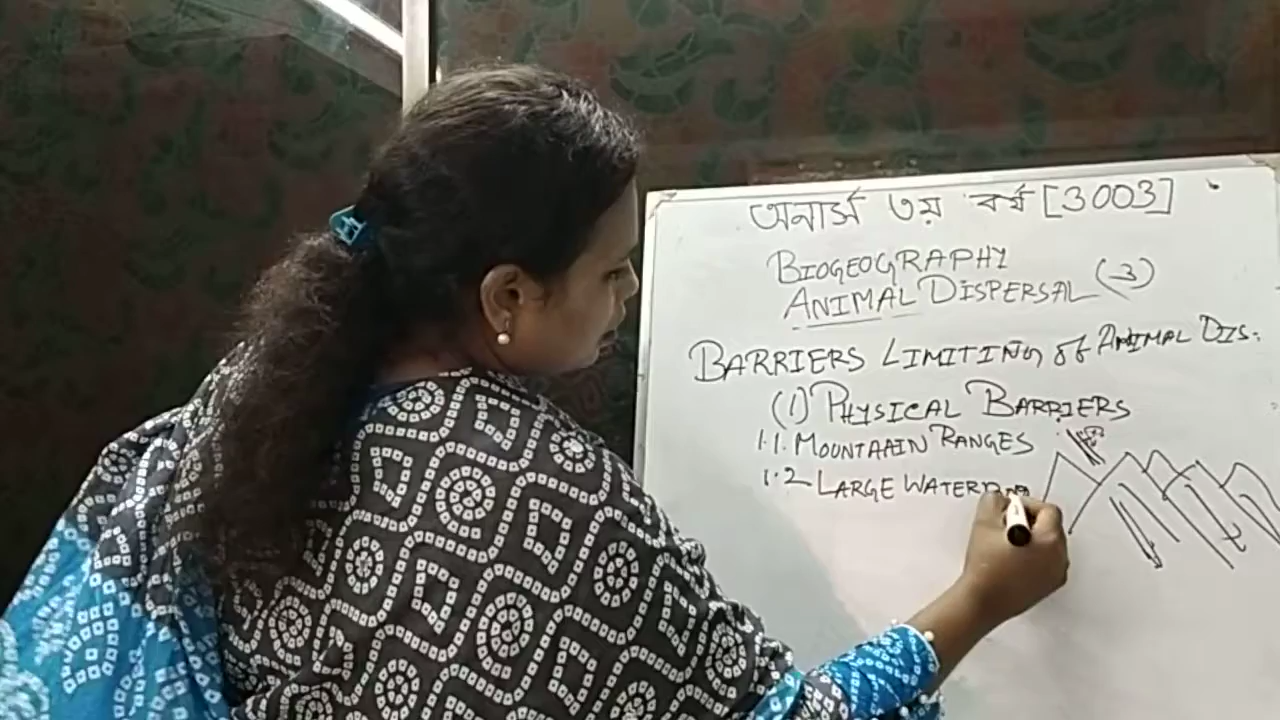 অনার্স ৩য় বর্ষ [3003]
BIOGEOGRAPHY
ANIMAL DISPERSAL (3)
BARRIERS LIMITING of ANIMAL DIS:
(1) PHYSICAL BARRIERS
1.1. MOUNTAAIN RANGES
1.2 LARGE WATER